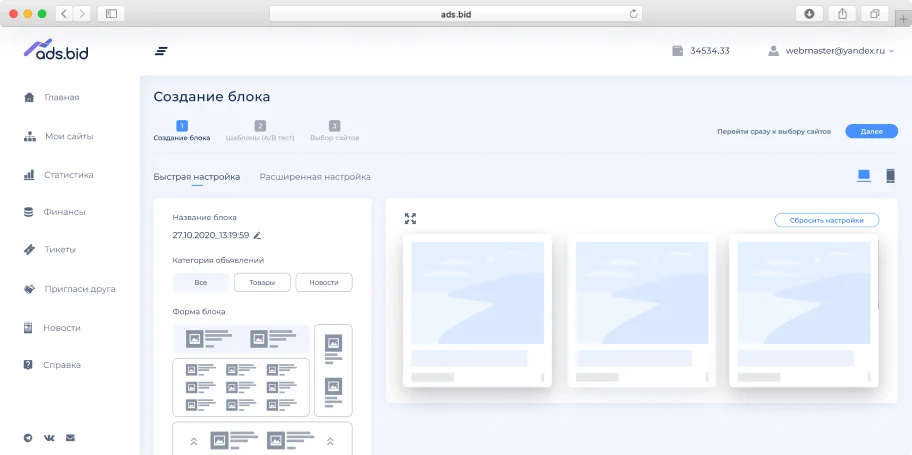 ads.bid
ads.bid
34534.33
webmaster@yandex.ru
Главная
Мои сайты
Статистика
Финансы
Тикеты
Пригласи друга
Новости
Справка
Создание блока
1
2
3
Создание блока
Шаблоны (A/B тест)
Выбор сайтов
Перейти сразу к выбору сайтов
Далее
Быстрая настройка
Расширенная настройка
Название блока
27.10.2020_13:19:59
Категория объявлений
Все
Товары
Новости
Форма блока
Сбросить настройки